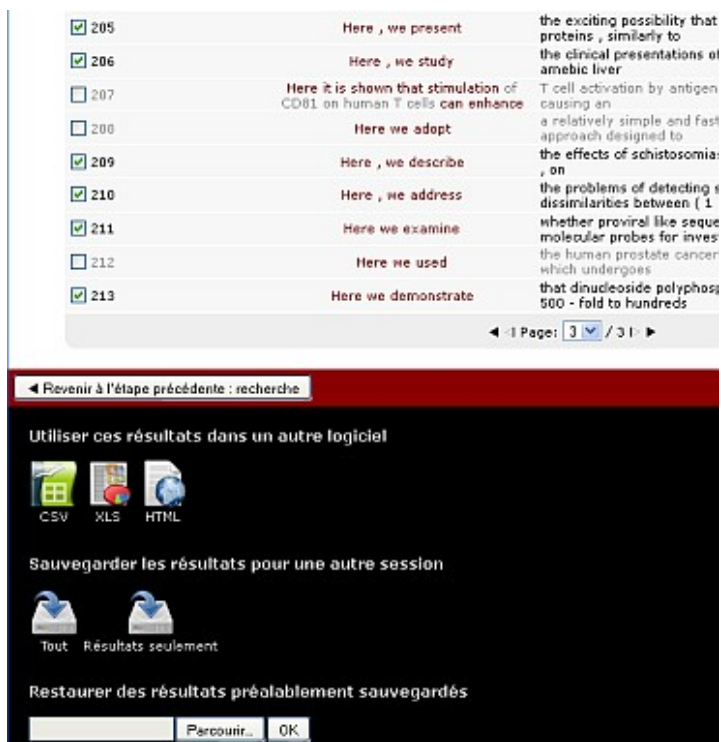 205 Here , we present the exciting possibility that
proteins , similarly to
206 Here , we study the clinical presentations of
amebic liver
207 Here it is shown that stimulation of
CD81 on human T cells can enhance
T cell activation by antigen
causing an
208 Here we adopt a relatively simple and fast
approach designed to
209 Here , we describe the effects of schistosomias
, on
210 Here , we address the problems of detecting s
dissimilarities between ( 1
211 Here we examine whether proviral like seque
molecular probes for invest
212 Here we used the human prostate cancer
which undergoes
213 Here we demonstrate that dinucleoside polyphosp
500 - fold to hundreds
Page: 3 / 3
Revenir à l'étape précédente : recherche
Utiliser ces résultats dans un autre logiciel
CSV XLS HTML
Sauvegarder les résultats pour une autre session
Tout Résultats seulement
Restaurer des résultats préalablement sauvegardés
Parcourir... OK